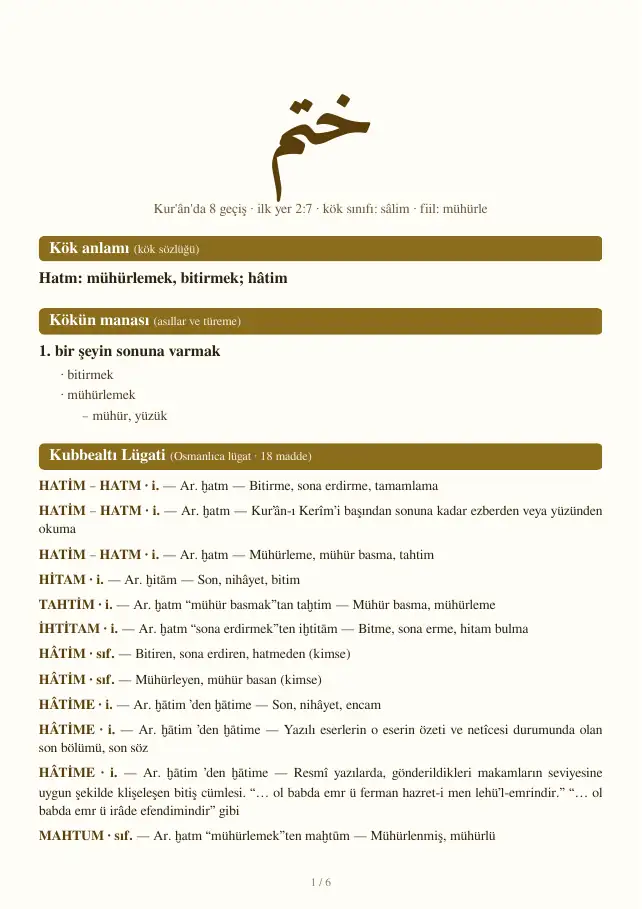 ختم
Kur'ân'da 8 geçiş · ilk yer 2:7 · kök sınıfı: sâlim · fiil: mühürle
Kök anlamı (kök sözlüğü)
Hatm: mühürlemek, bitirmek; hâtim
Kökün manası (asıllar ve türeme)
1. bir şeyin sonuna varmak
· bitirmek
· mühürlemek
– mühür, yüzük
Kubbealtı Lügati (Osmanlıca lügat · 18 madde)
HATİM – HATM · i. — Ar. ḫatm — Bitirme, sona erdirme, tamamlama
HATİM – HATM · i. — Ar. ḫatm — Kur’ân-ı Kerîm’i başından sonuna kadar ezberden veya yüzünden
okuma
HATİM – HATM · i. — Ar. ḫatm — Mühürleme, mühür basma, tahtim
HİTAM · i. — Ar. ḫitām — Son, nihâyet, bitim
TAHTİM · i. — Ar. ḫatm “mühür basmak”tan taḫtim — Mühür basma, mühürleme
İHTİTAM · i. — Ar. ḫatm “sona erdirmek”ten iḫtitām — Bitme, sona erme, hitam bulma
HÂTİM · sıf. — Bitiren, sona erdiren, hatmeden (kimse)
HÂTİM · sıf. — Mühürleyen, mühür basan (kimse)
HÂTİME · i. — Ar. ḫātim ’den ḫātime — Son, nihâyet, encam
HÂTİME · i. — Ar. ḫātim ’den ḫātime — Yazılı eserlerin o eserin özeti ve netîcesi durumunda olan
son bölümü, son söz
HÂTİME · i. — Ar. ḫātim ’den ḫātime — Resmî yazılarda, gönderildikleri makamların seviyesine
uygun şekilde klişeleşen bitiş cümlesi. “… ol babda emr ü ferman hazret-i men lehü’l-emrindir.” “… ol
babda emr ü irâde efendimindir” gibi
MAHTUM · sıf. — Ar. ḫatm “mühürlemek”ten maḫtūm — Mühürlenmiş, mühürlü
1 / 6